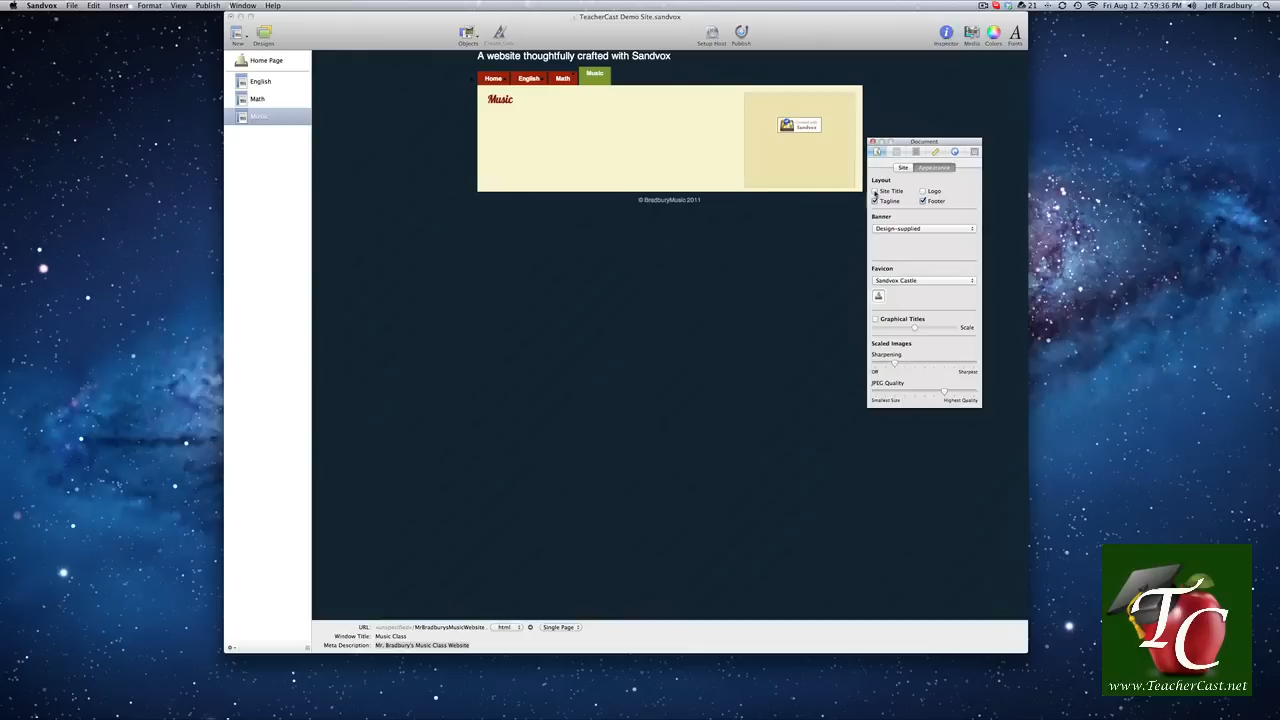 Sandvox File Edit Insert Format View Publish Window Help
21 Fri Aug 12 7:59:36 PM Jeff Bradbury
TeacherCast Demo Site.sandvox
New Designs Objects Setup Host Publish Inspector Media Colors Fonts
Home Page
English
Math
Music
A website thoughtfully crafted with Sandvox
Home English Math Music
Music
Created with
Sandvox
© BradburyMusic 2011
Document
Site Appearance
Layout
Site Title Logo
Tagline Footer
Banner
Design-supplied
Favicon
Sandvox Castle
Graphical Titles
Scale
Scaled Images
Sharpening
Off Sharpest
JPEG Quality
Smallest Size Highest Quality
URL: <unspecified>/MrBradburysMusicWebsite. html Single Page
Window Title: Music Class
Meta Description: Mr. Bradbury's Music Class Website
TC
www.TeacherCast.net